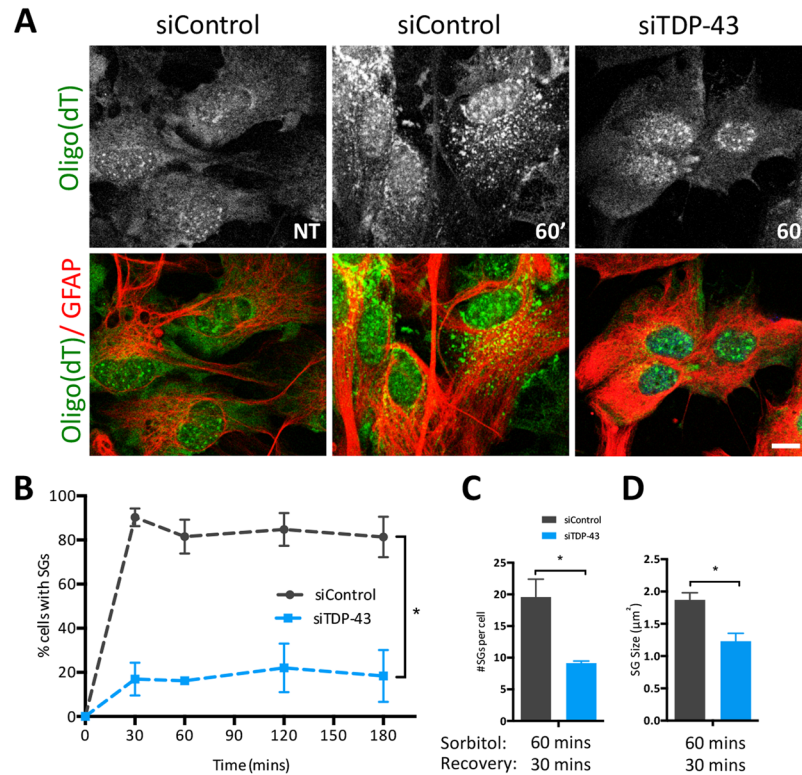 A
siControl
siControl
siTDP-43
Oligo(dT)
NT
60’
60’
Oligo(dT)/ GFAP
B
% cells with SGs
100
80
60
40
20
0
siControl
siTDP-43
*
0 30 60 90 120 150 180
Time (mins)
C
D
siControl
siTDP-43
#SGs per cell
25
20
15
10
5
0
*
SG Size (µm²)
2.5
2.0
1.5
1.0
0.5
0.0
*
Sorbitol: 60 mins 60 mins
Recovery: 30 mins 30 mins